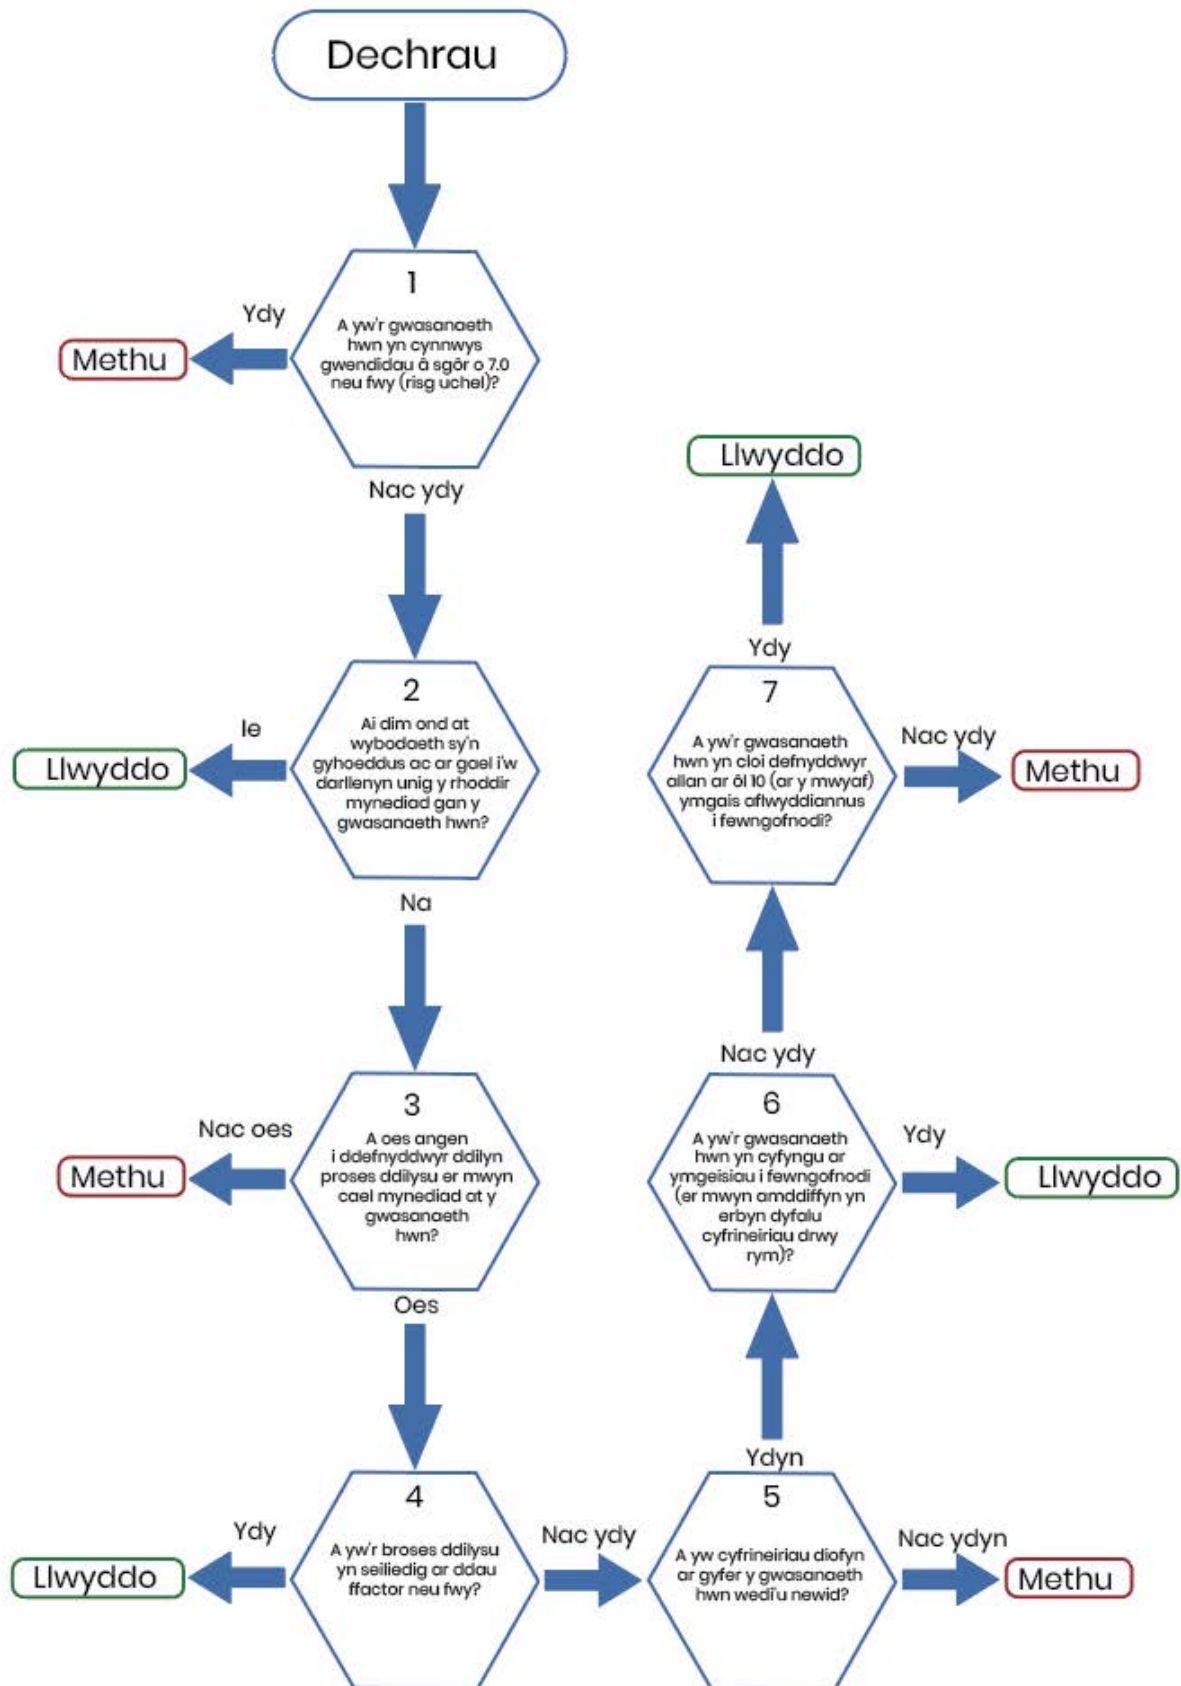 Dechrau
1
A yw'r gwasanaeth
hwn yn cynnwys
gwendidau â sgôr o 7.0
neu fwy (risg uchel)?
Ydy
Methu
Nac ydy
2
Ai dim ond at
wybodaeth sy'n
gyhoeddus ac ar gael i'w
darllenyn unig y rhoddir
mynediad gan y
gwasanaeth hwn?
Ie
Llwyddo
Na
3
A oes angen
i ddefnyddwyr ddilyn
proses ddilysu er mwyn
cael mynediad at y
gwasanaeth
hwn?
Nac oes
Methu
Oes
4
A yw'r broses ddilysu
yn seiliedig ar ddau
ffactor neu fwy?
Ydy
Llwyddo
Nac ydy
5
A yw cyfrineiriau diofyn
ar gyfer y gwasanaeth
hwn wedi'u newid?
Nac ydyn
Methu
Ydyn
6
A yw'r gwasanaeth
hwn yn cyfyngu ar
ymgeisiau i fewngofnodi
(er mwyn amddiffyn yn
erbyn dyfalu
cyfrineiriau drwy
rym)?
Ydy
Llwyddo
Nac ydy
7
A yw'r gwasanaeth
hwn yn cloi defnyddwyr
allan ar ôl 10 (ar y mwyaf)
ymgais aflwyddiannus
i fewngofnodi?
Nac ydy
Methu
Ydy
Llwyddo